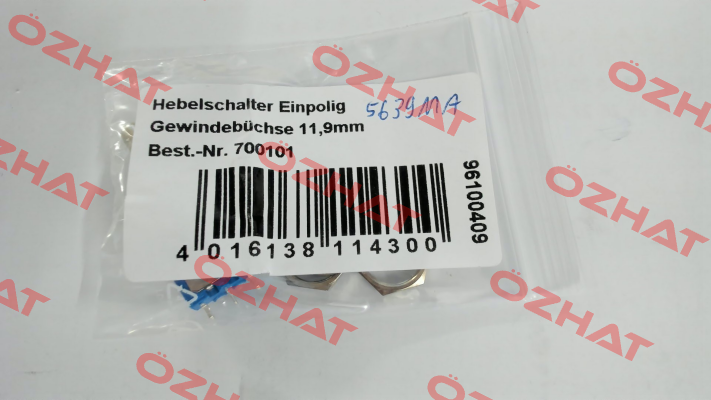 Hebelschalter Einpolig 5639MA
Gewindebüchse 11,9mm
Best.-Nr. 700101
96100409
4 016138 114300
ÖZHAT
ÖZHAT
ÖZHAT
ÖZHAT
ÖZHAT
ÖZHAT
ÖZHAT
ÖZHAT
ÖZHAT